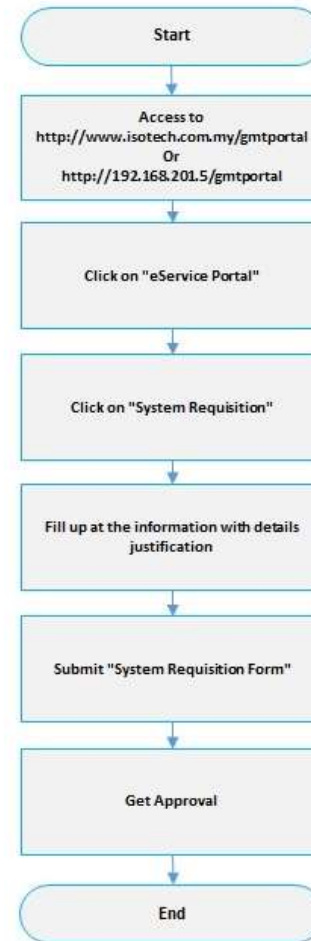 Start
Access to
http://www.isotech.com.my/gmtportal
Or
http://192.168.201.5/gmtportal
Click on "eService Portal"
Click on "System Requisition"
Fill up at the information with details
justification
Submit "System Requisition Form"
Get Approval
End